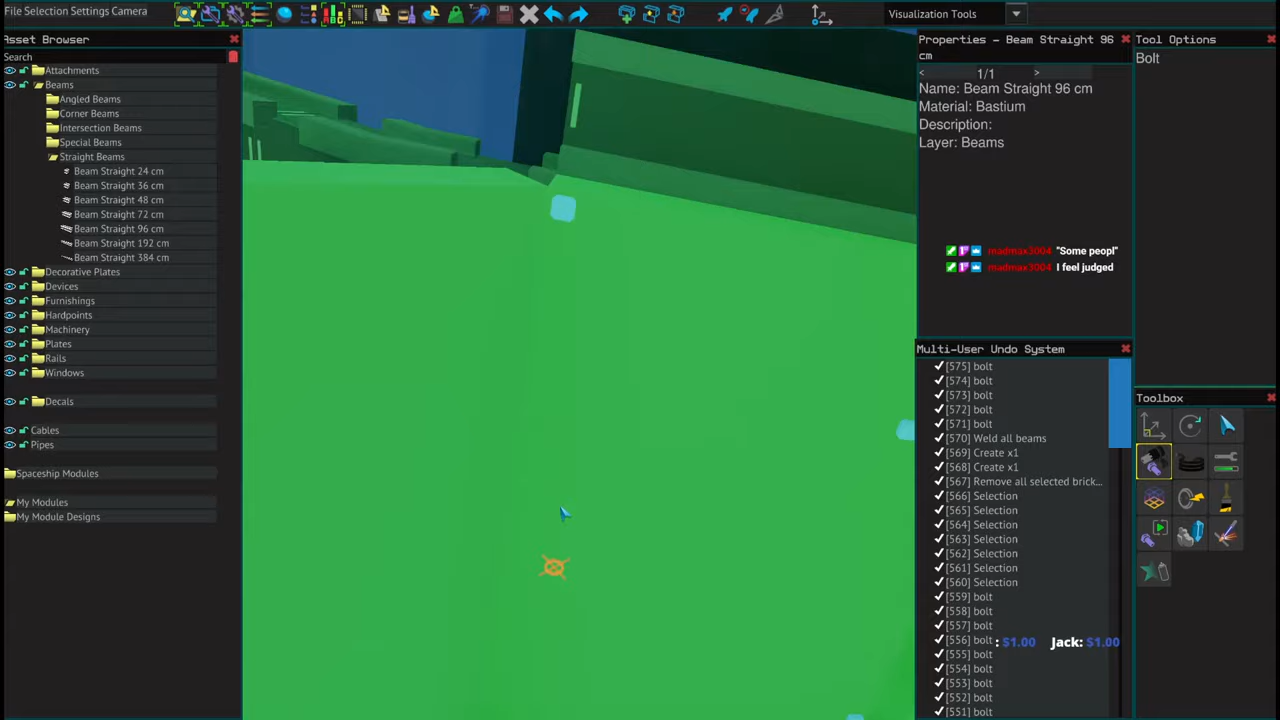 File Selection Settings Camera
Visualization Tools
Asset Browser
Search
Attachments
Beams
Angled Beams
Corner Beams
Intersection Beams
Special Beams
Straight Beams
Beam Straight 24 cm
Beam Straight 36 cm
Beam Straight 48 cm
Beam Straight 72 cm
Beam Straight 96 cm
Beam Straight 192 cm
Beam Straight 384 cm
Decorative Plates
Devices
Furnishings
Hardpoints
Machinery
Plates
Rails
Windows
Decals
Cables
Pipes
Spaceship Modules
My Modules
My Module Designs
Properties - Beam Straight 96 cm
< 1/1 >
Name: Beam Straight 96 cm
Material: Bastium
Description:
Layer: Beams
madmax3004 "Some peopl"
madmax3004 I feel judged
Multi-User Undo System
[575] bolt
[574] bolt
[573] bolt
[572] bolt
[571] bolt
[570] Weld all beams
[569] Create x1
[568] Create x1
[567] Remove all selected brick...
[566] Selection
[565] Selection
[564] Selection
[563] Selection
[562] Selection
[561] Selection
[560] Selection
[559] bolt
[558] bolt
[557] bolt
[556] bolt
: $1.00 Jack: $1.00
[555] bolt
[554] bolt
[553] bolt
[552] bolt
[551] bolt
Tool Options
Bolt
Toolbox